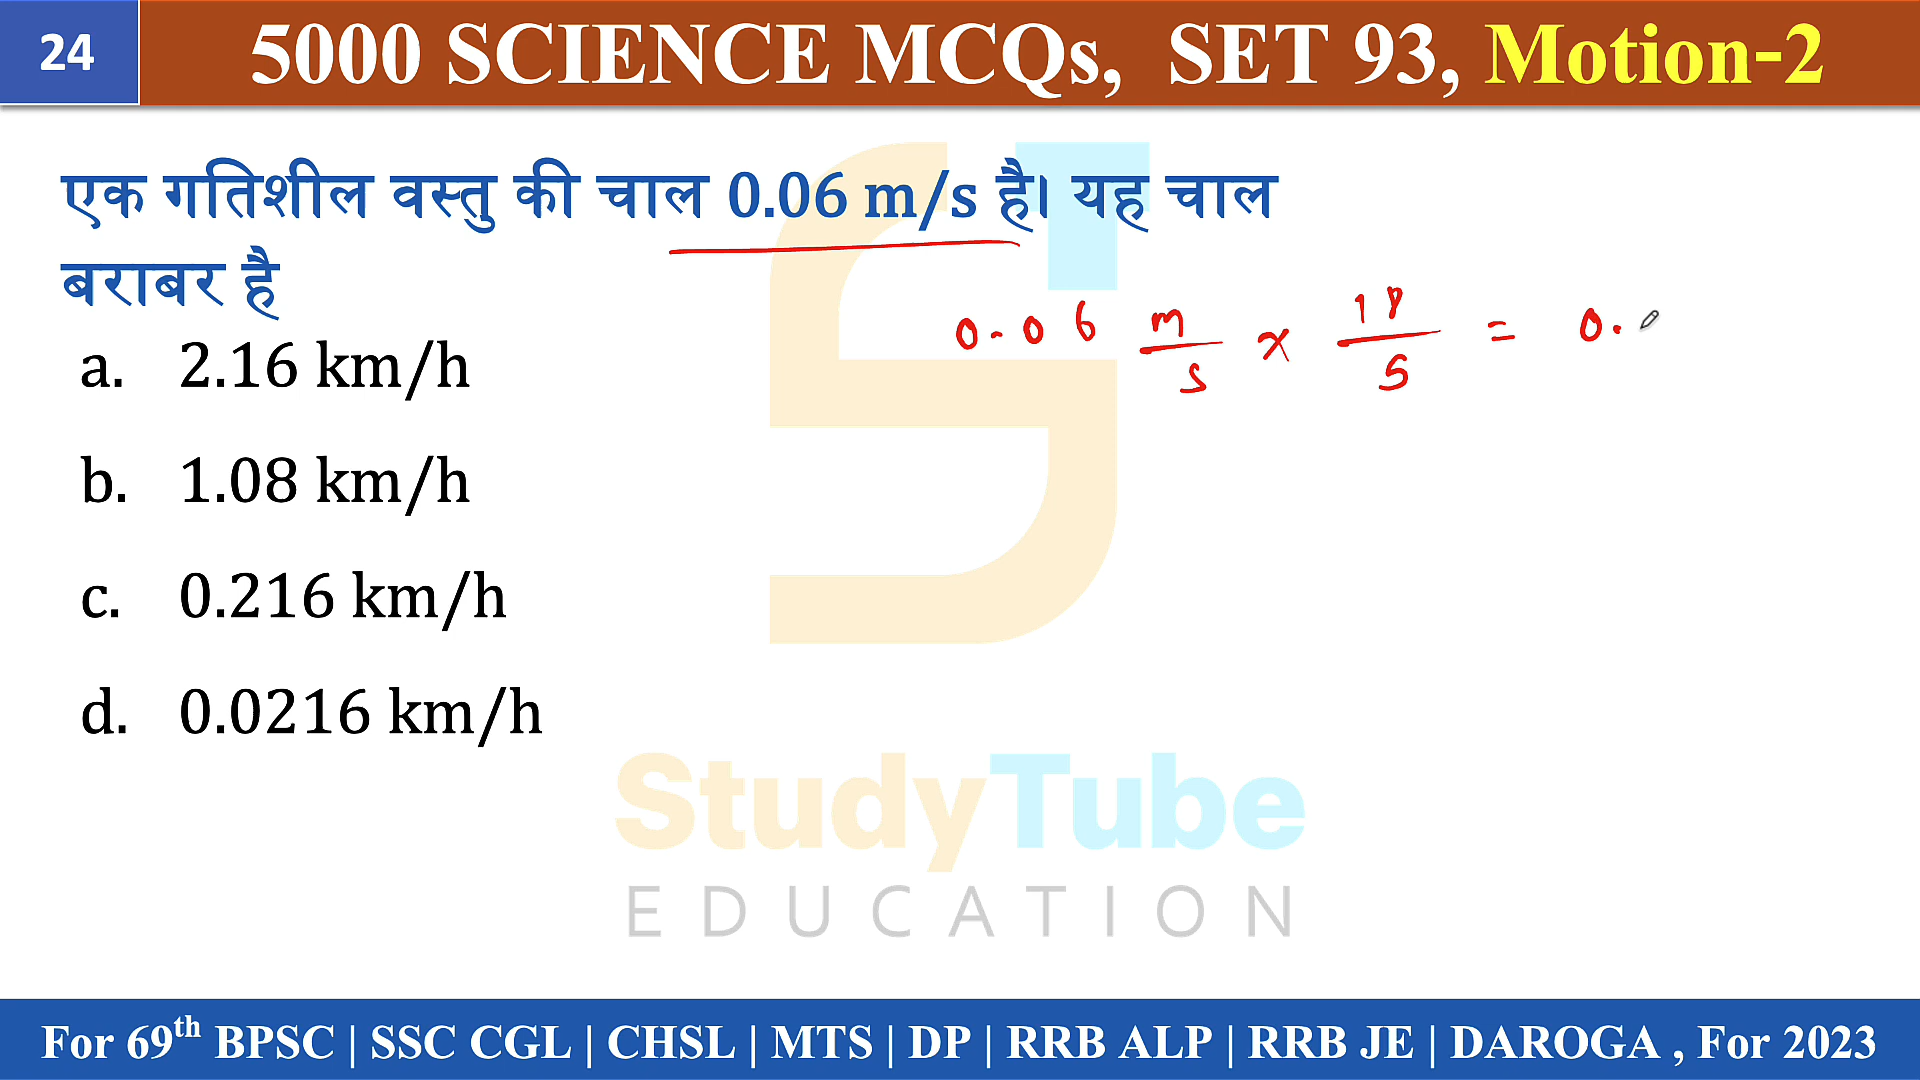 24
5000 SCIENCE MCQs, SET 93, Motion-2
एक गतिशील वस्तु की चाल 0.06 m/s है। यह चाल
बराबर है
0.06 m/s × 18/5 = 0.
a. 2.16 km/h
b. 1.08 km/h
c. 0.216 km/h
d. 0.0216 km/h
StudyTube
EDUCATION
For 69th BPSC | SSC CGL | CHSL | MTS | DP | RRB ALP | RRB JE | DAROGA , For 2023